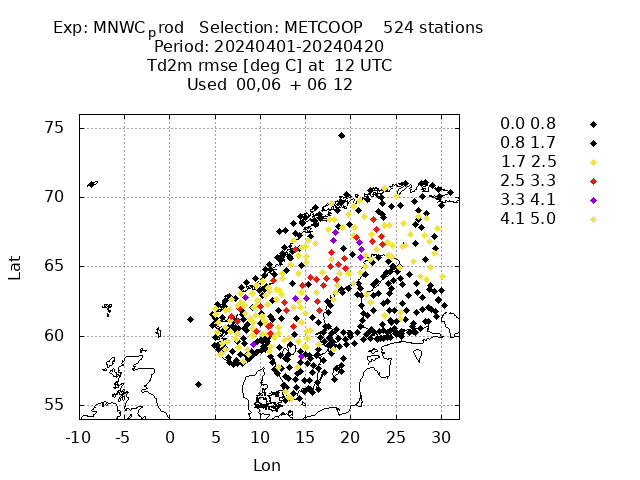 Exp: MNWCprod   Selection: METCOOP    524 stations
Period: 20240401-20240420
Td2m rmse [deg C] at  12 UTC
Used  00,06  + 06 12
0.0 0.8
0.8 1.7
1.7 2.5
2.5 3.3
3.3 4.1
4.1 5.0
75
70
65
60
55
Lat
-10 -5 0 5 10 15 20 25 30
Lon